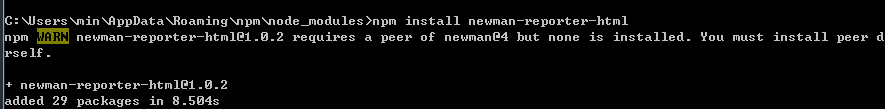 C:\Users\min\AppData\Roaming\npm\node_modules>npm install newman-reporter-html
npm WARN newman-reporter-html@1.0.2 requires a peer of newman@4 but none is installed. You must install peer d
rself.
+ newman-reporter-html@1.0.2
added 29 packages in 8.504s